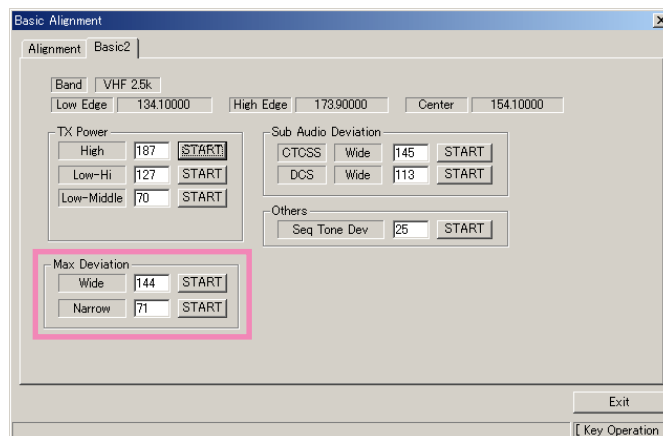 Basic Alignment
Alignment Basic2
Band VHF 2.5k
Low Edge 134.10000 High Edge 173.90000 Center 154.10000
TX Power
High 187 START
Low-Hi 127 START
Low-Middle 70 START
Sub Audio Deviation
CTCSS Wide 145 START
DCS Wide 113 START
Others
Seq Tone Dev 25 START
Max Deviation
Wide 144 START
Narrow 71 START
Exit
[ Key Operation